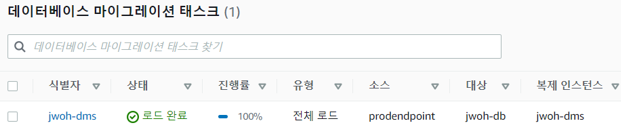 데이터베이스 마이그레이션 태스크 (1)
데이터베이스 마이그레이션 태스크 찾기
식별자 상태 진행률 유형 소스 대상 복제 인스턴스
jwoh-dms 로드 완료 100% 전체 로드 prodendpoint jwoh-db jwoh-dms